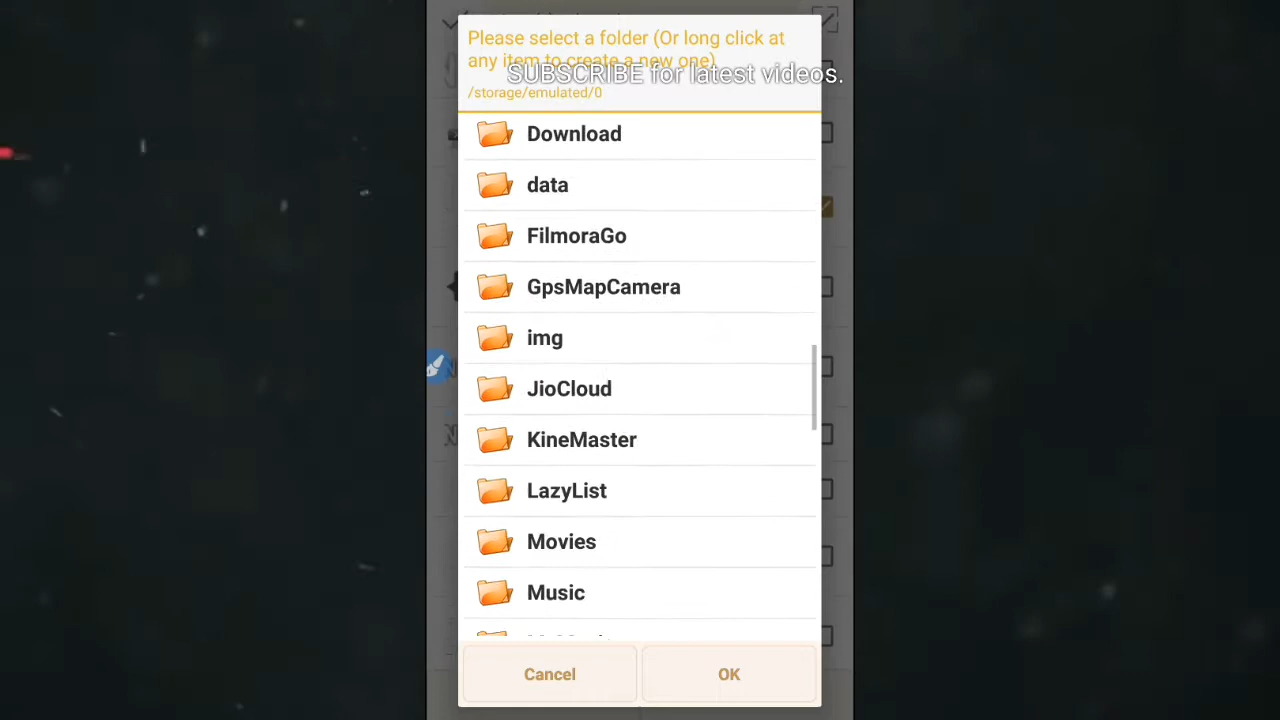 Please select a folder (Or long click at
any item to create a new one)
SUBSCRIBE for latest videos.
/storage/emulated/0
Download
data
FilmoraGo
GpsMapCamera
img
JioCloud
KineMaster
LazyList
Movies
Music
Cancel
OK